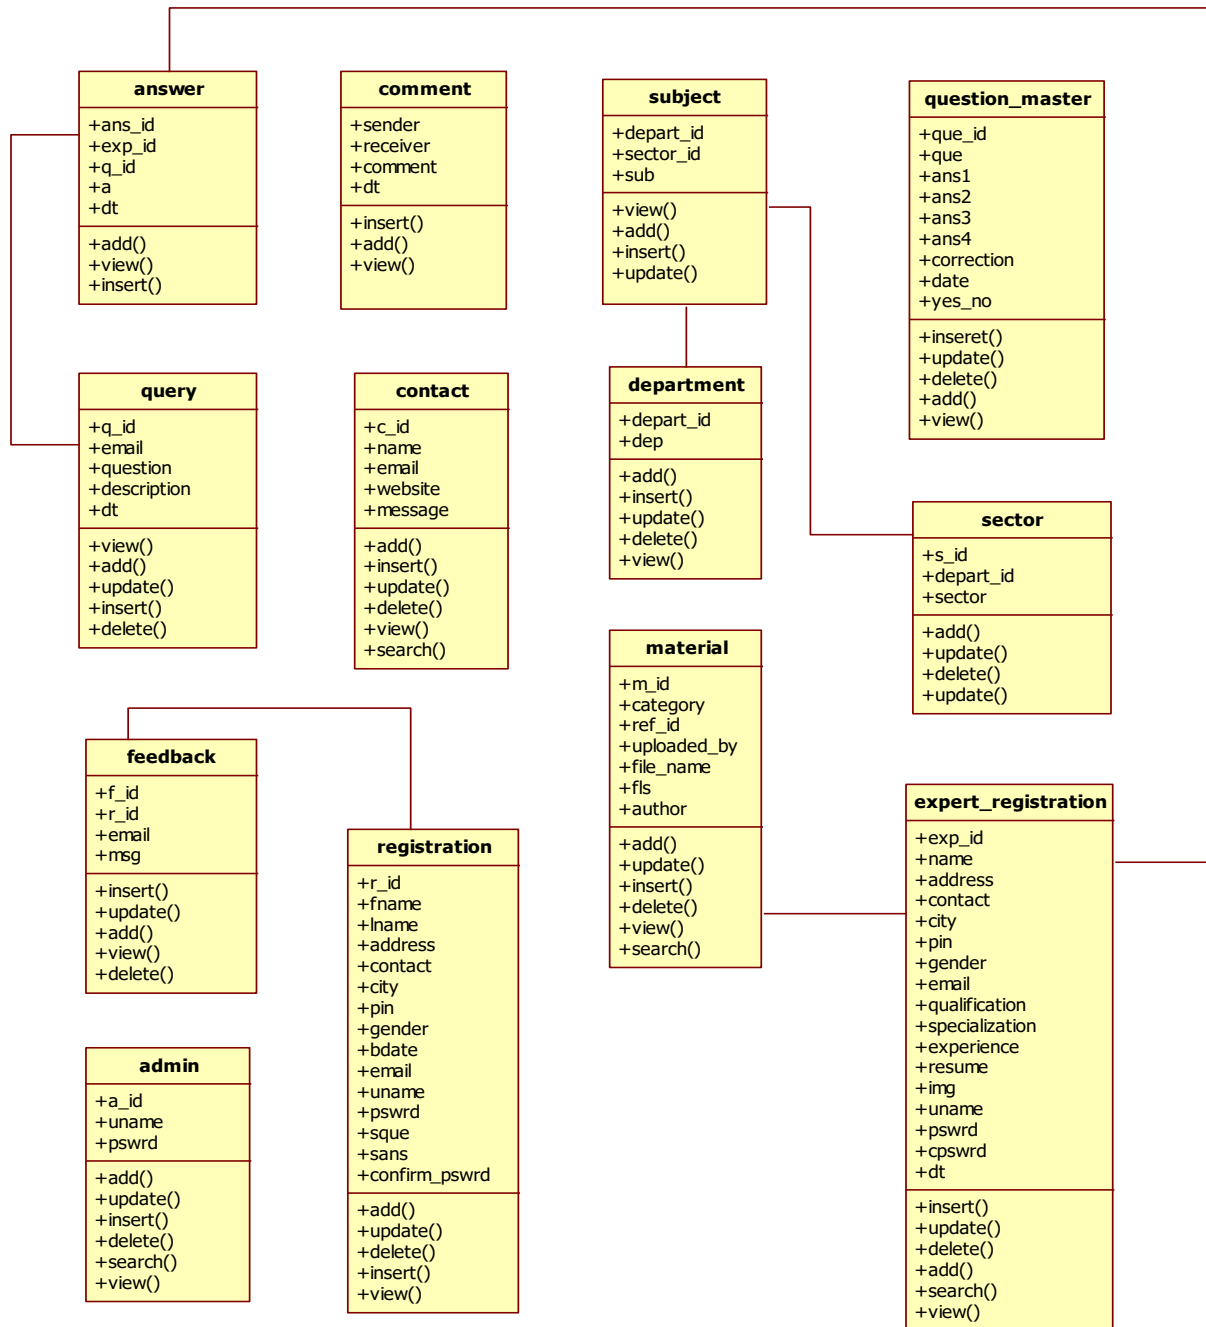 answer
+ans_id
+exp_id
+q_id
+a
+dt
+add()
+view()
+insert()
comment
+sender
+receiver
+comment
+dt
+insert()
+add()
+view()
subject
+depart_id
+sector_id
+sub
+view()
+add()
+insert()
+update()
question_master
+que_id
+que
+ans1
+ans2
+ans3
+ans4
+correction
+date
+yes_no
+inseret()
+update()
+delete()
+add()
+view()
query
+q_id
+email
+question
+description
+dt
+view()
+add()
+update()
+insert()
+delete()
contact
+c_id
+name
+email
+website
+message
+add()
+insert()
+update()
+delete()
+view()
+search()
department
+depart_id
+dep
+add()
+insert()
+update()
+delete()
+view()
sector
+s_id
+depart_id
+sector
+add()
+update()
+delete()
+update()
feedback
+f_id
+r_id
+email
+msg
+insert()
+update()
+add()
+view()
+delete()
registration
+r_id
+fname
+lname
+address
+contact
+city
+pin
+gender
+bdate
+email
+uname
+pswrd
+sque
+sans
+confirm_pswrd
+add()
+update()
+delete()
+insert()
+view()
material
+m_id
+category
+ref_id
+uploaded_by
+file_name
+fls
+author
+add()
+update()
+insert()
+delete()
+view()
+search()
expert_registration
+exp_id
+name
+address
+contact
+city
+pin
+gender
+email
+qualification
+specialization
+experience
+resume
+img
+uname
+pswrd
+cpswrd
+dt
+insert()
+update()
+delete()
+add()
+search()
+view()
admin
+a_id
+uname
+pswrd
+add()
+update()
+insert()
+delete()
+search()
+view()